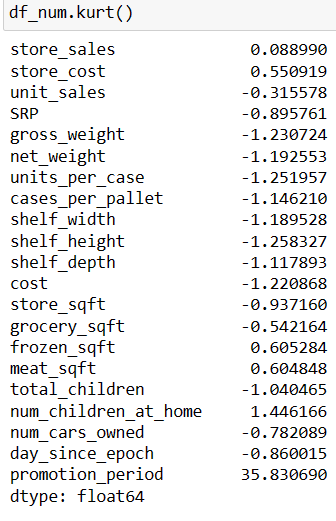 df_num.kurt()
store_sales 0.088990
store_cost 0.550919
unit_sales -0.315578
SRP -0.895761
gross_weight -1.230724
net_weight -1.192553
units_per_case -1.251957
cases_per_pallet -1.146210
shelf_width -1.189528
shelf_height -1.258327
shelf_depth -1.117893
cost -1.220868
store_sqft -0.937160
grocery_sqft -0.542164
frozen_sqft 0.605284
meat_sqft 0.604848
total_children -1.040465
num_children_at_home 1.446166
num_cars_owned -0.782089
day_since_epoch -0.860015
promotion_period 35.830690
dtype: float64